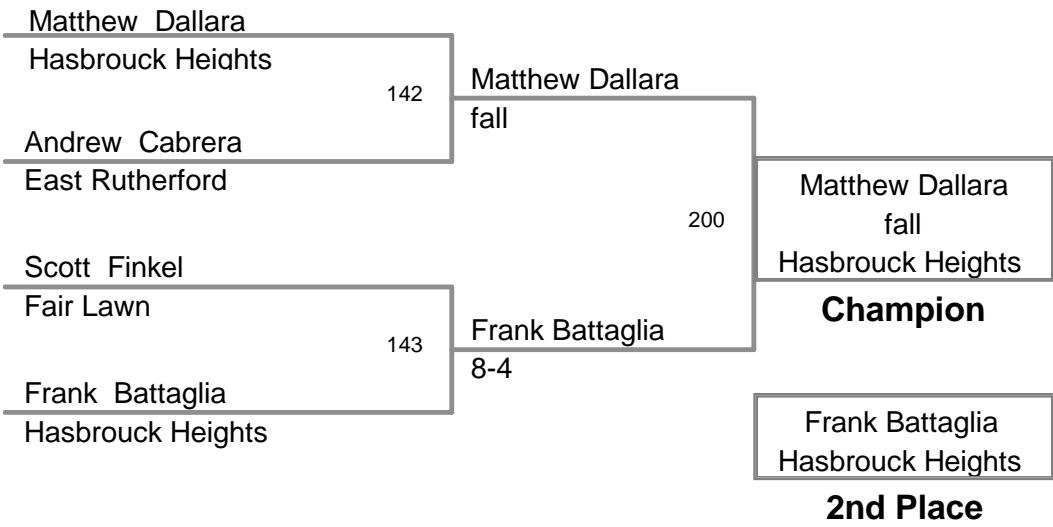 Matthew Dallara
Hasbrouck Heights
142
Andrew Cabrera
East Rutherford
Scott Finkel
Fair Lawn
143
Frank Battaglia
Hasbrouck Heights
Matthew Dallara
fall
200
Frank Battaglia
8-4
Matthew Dallara
fall
Hasbrouck Heights
Champion
Frank Battaglia
Hasbrouck Heights
2nd Place